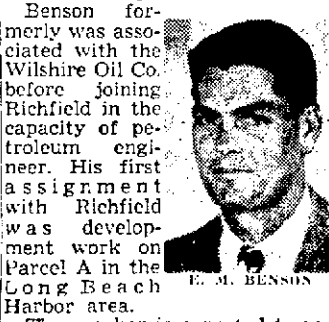 Benson for-
merly was asso-
ciated with the
Wilshire Oil Co.
before joining
Richfield in the
capacity of pe-
troleum engi-
neer. His first
assignment
with Richfield
was develop-
ment work on
Parcel A in the
Long Beach
Harbor area.
E. M. BENSON